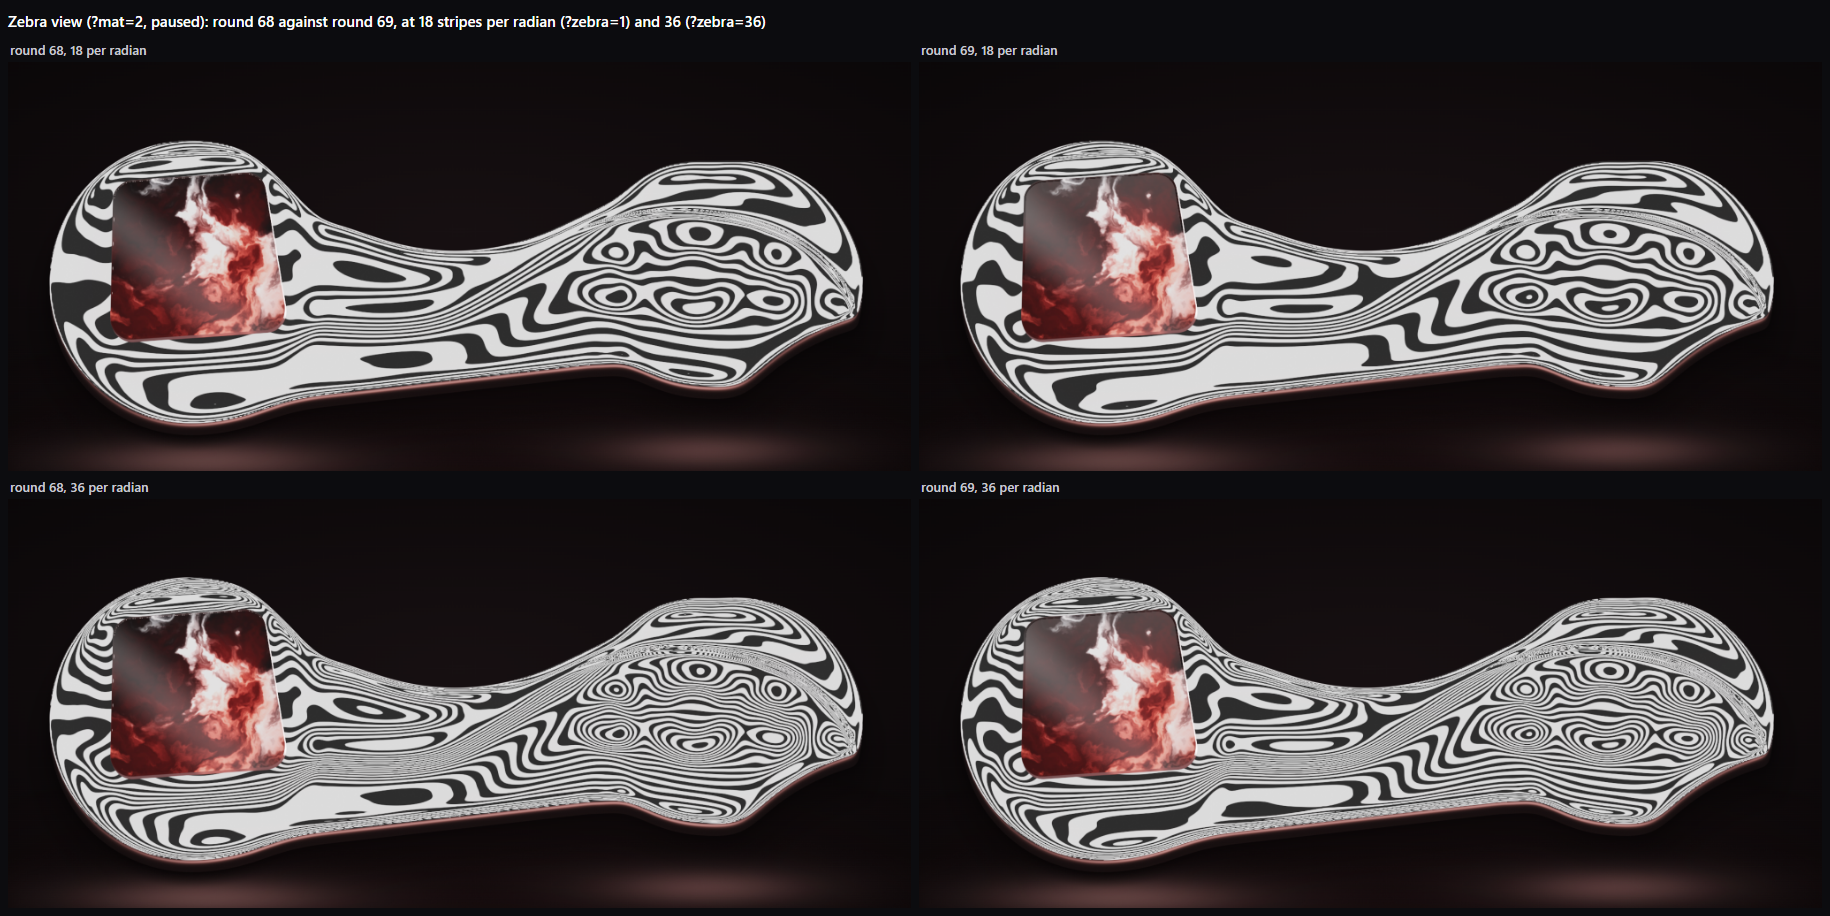 Zebra view (?mat=2, paused): round 68 against round 69, at 18 stripes per radian (?zebra=1) and 36 (?zebra=36)
round 68, 18 per radian
round 69, 18 per radian
round 68, 36 per radian
round 69, 36 per radian